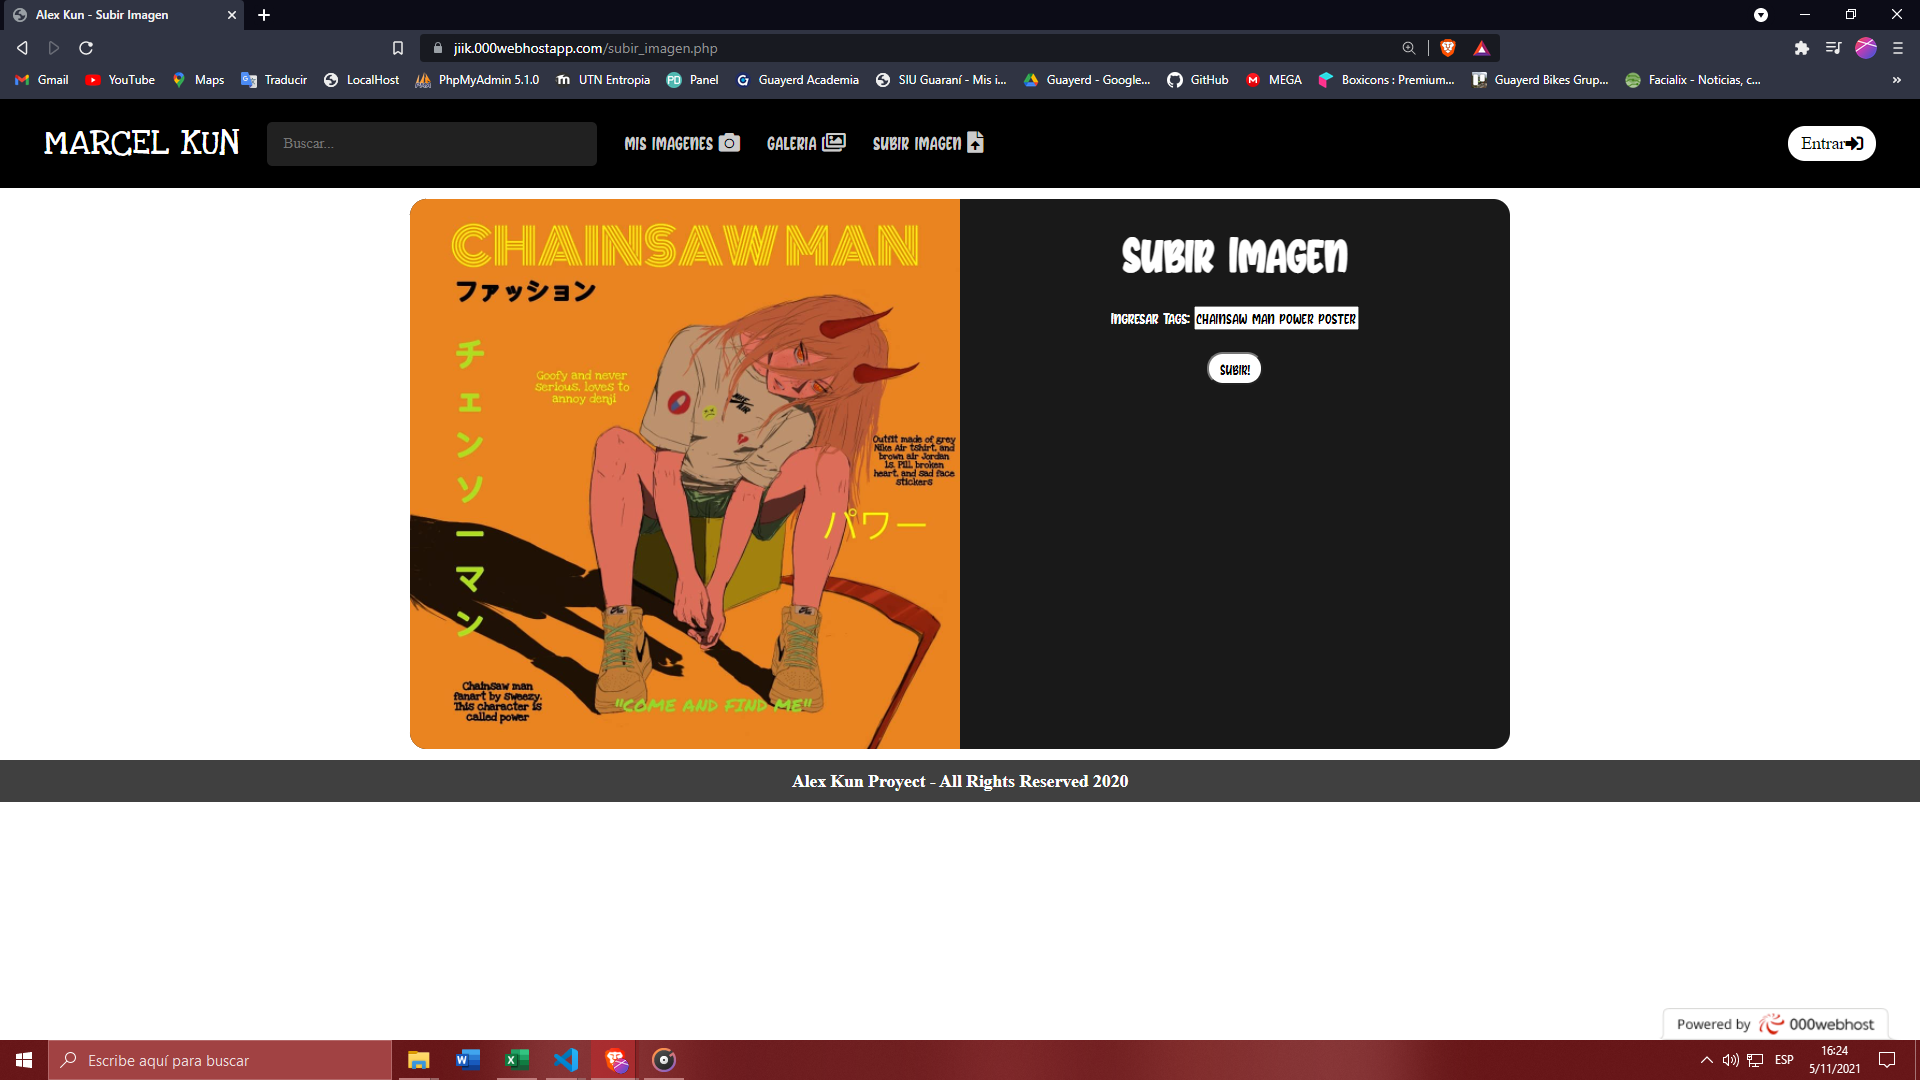 Alex Kun - Subir Imagen
jiik.000webhostapp.com/subir_imagen.php
Gmail YouTube Maps Traducir LocalHost PhpMyAdmin 5.1.0 UTN Entropia Panel Guayerd Academia SIU Guaraní - Mis i... Guayerd - Google... GitHub MEGA Boxicons : Premium... Guayerd Bikes Grup... Facialix - Noticias, c...
MARCEL KUN
Buscar...
MIS IMAGENES GALERIA SUBIR IMAGEN
Entrar
CHAINSAW MAN
ファッション
チェンソーマン
Goofy and never
serious. loves to
annoy denji
Outfit made of grey
Nike Air tshirt, and
brown air Jordan
1s. Pill, broken
heart, and sad face
stickers
パワー
Chainsaw man
fanart by sweezy.
This character is
called power
"COME AND FIND ME"
SUBIR IMAGEN
INGRESAR TAGS: CHAINSAW MAN POWER POSTER
SUBIR!
Alex Kun Proyect - All Rights Reserved 2020
Powered by 000webhost
Escribe aquí para buscar
ESP
16:24
5/11/2021